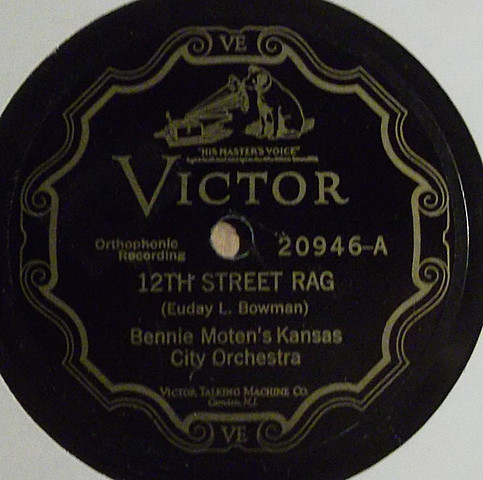 VE
"HIS MASTER'S VOICE"
VICTOR
Orthophonic
Recording
20946-A
12TH STREET RAG
(Euday L. Bowman)
Bennie Moten's Kansas
City Orchestra
VICTOR TALKING MACHINE CO.
Camden, N.J.
VE